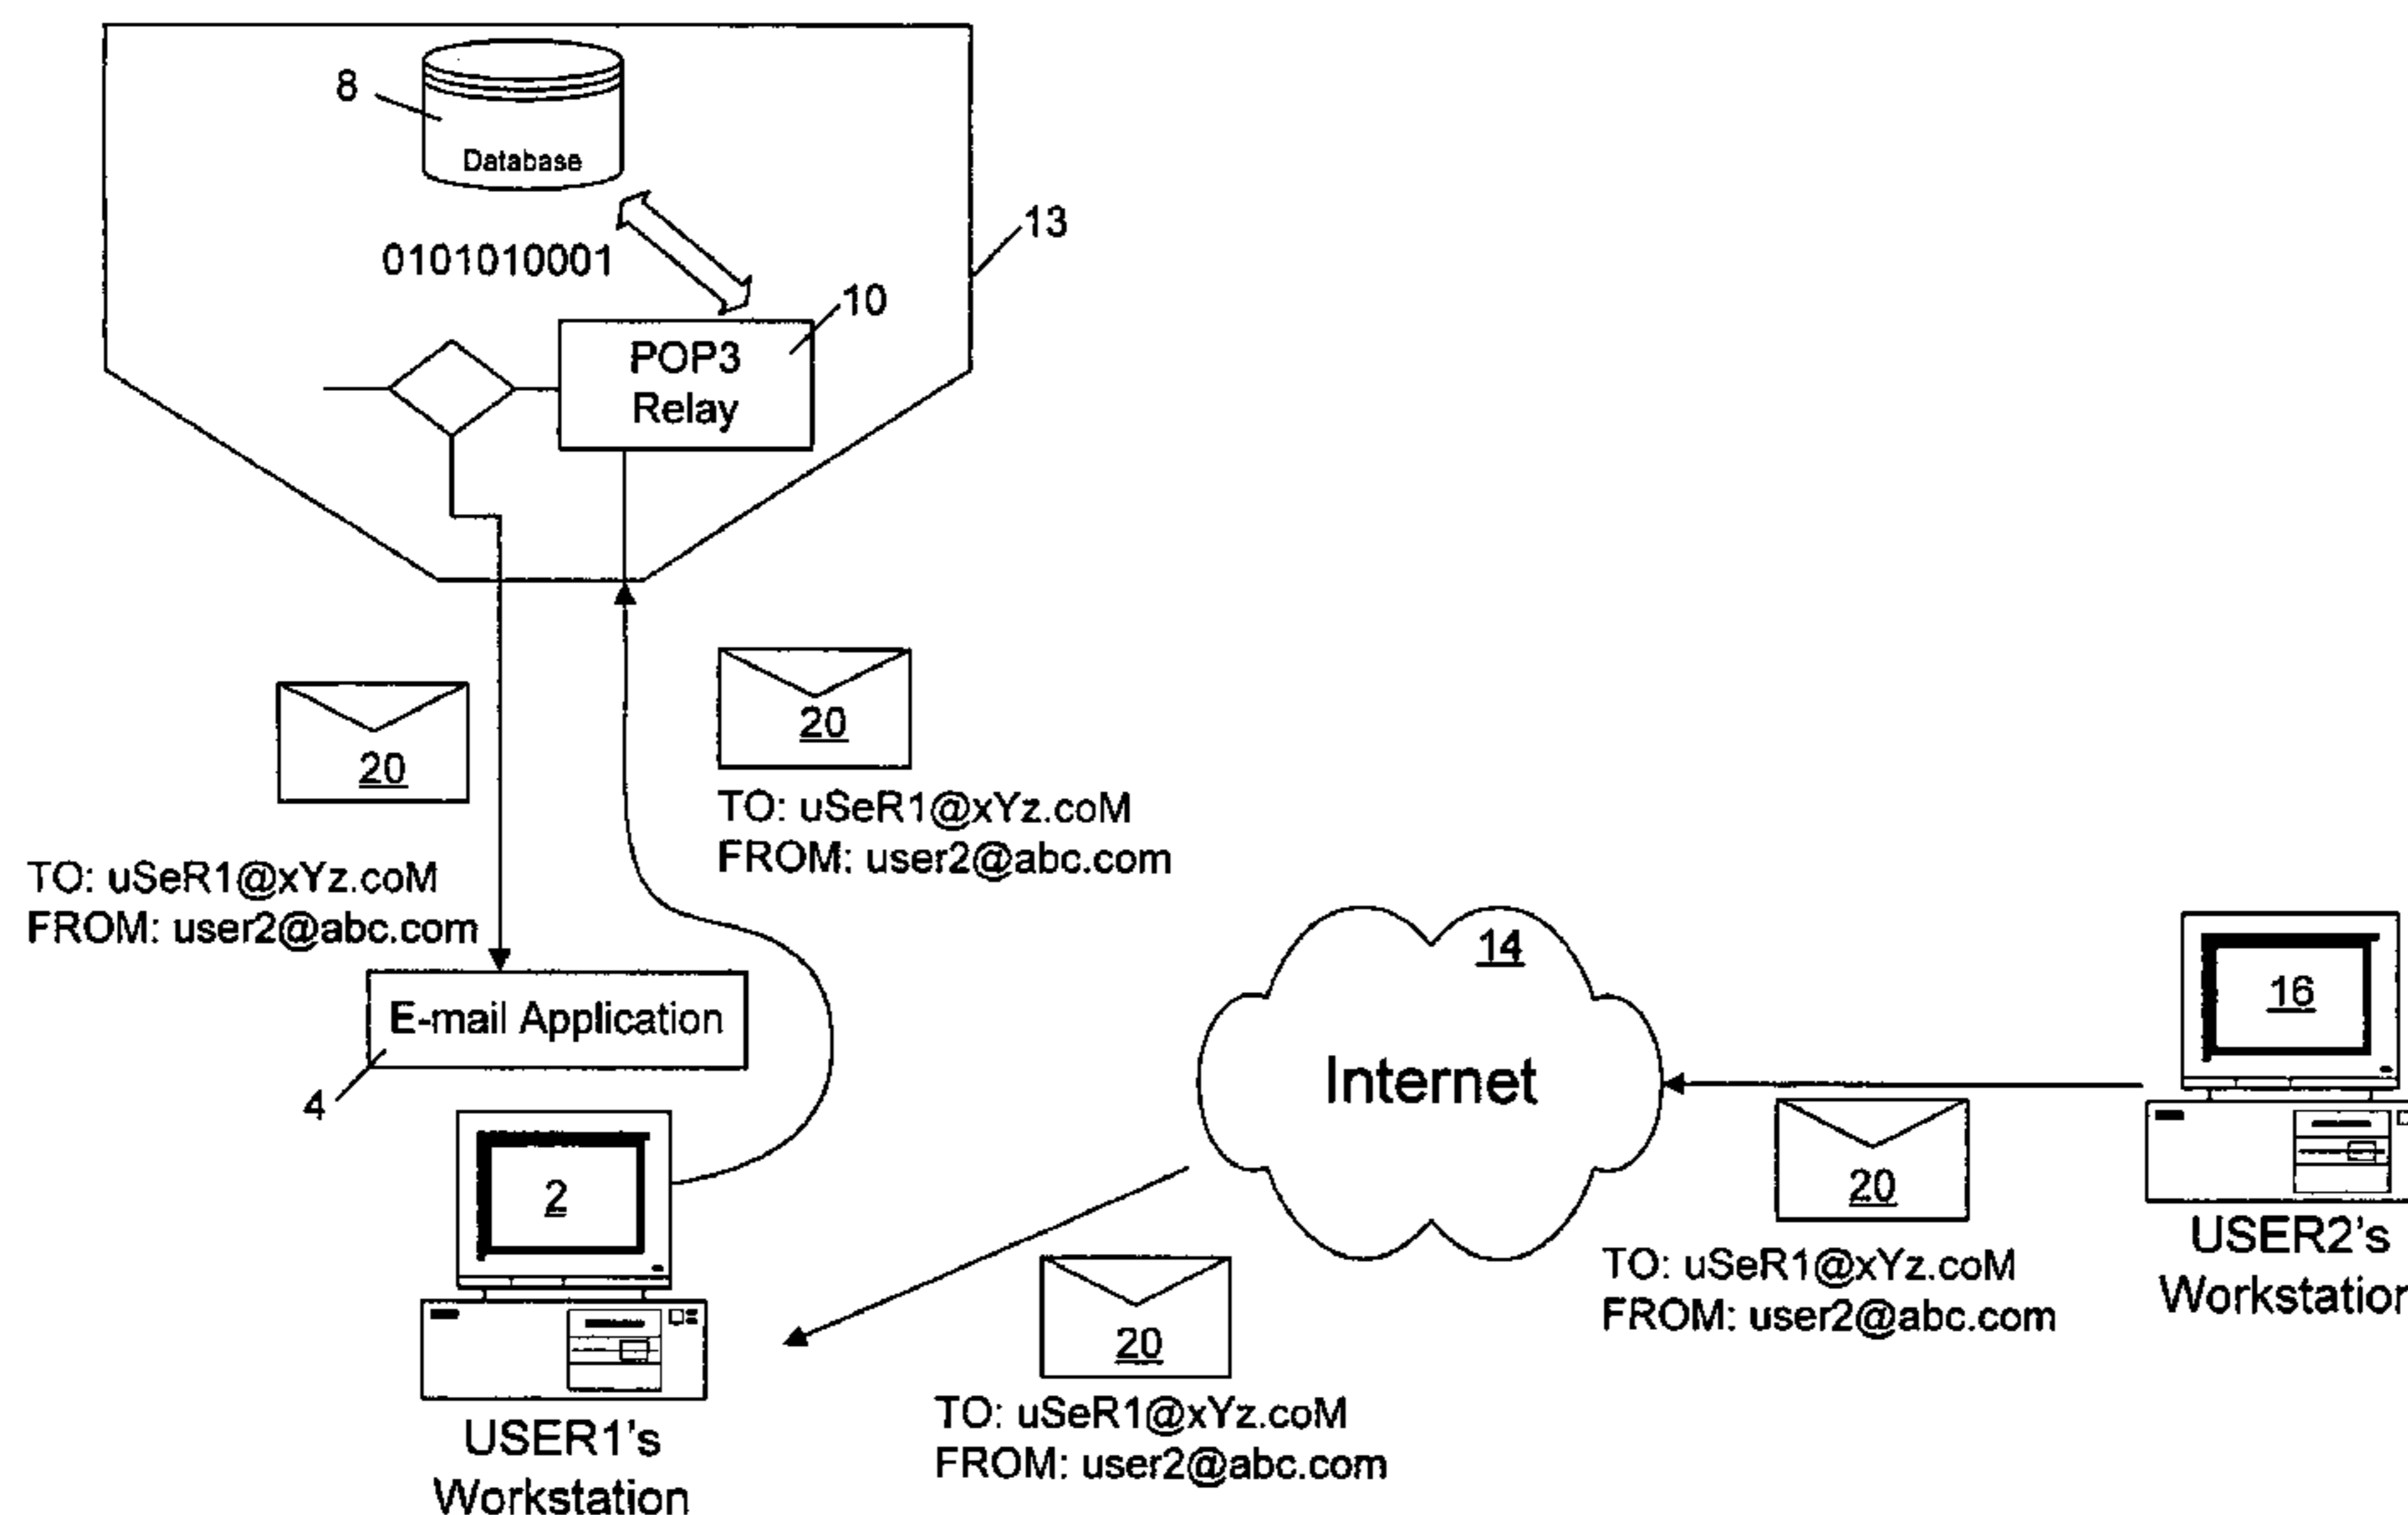 8
Database
13
0101010001
10
POP3
Relay
20
20
TO: uSeR1@xYz.coM
FROM: user2@abc.com
TO: uSeR1@xYz.coM
FROM: user2@abc.com
E-mail Application
4
2
USER1's
Workstation
14
Internet
20
TO: uSeR1@xYz.coM
FROM: user2@abc.com
20
TO: uSeR1@xYz.coM
FROM: user2@abc.com
16
USER2's
Workstation